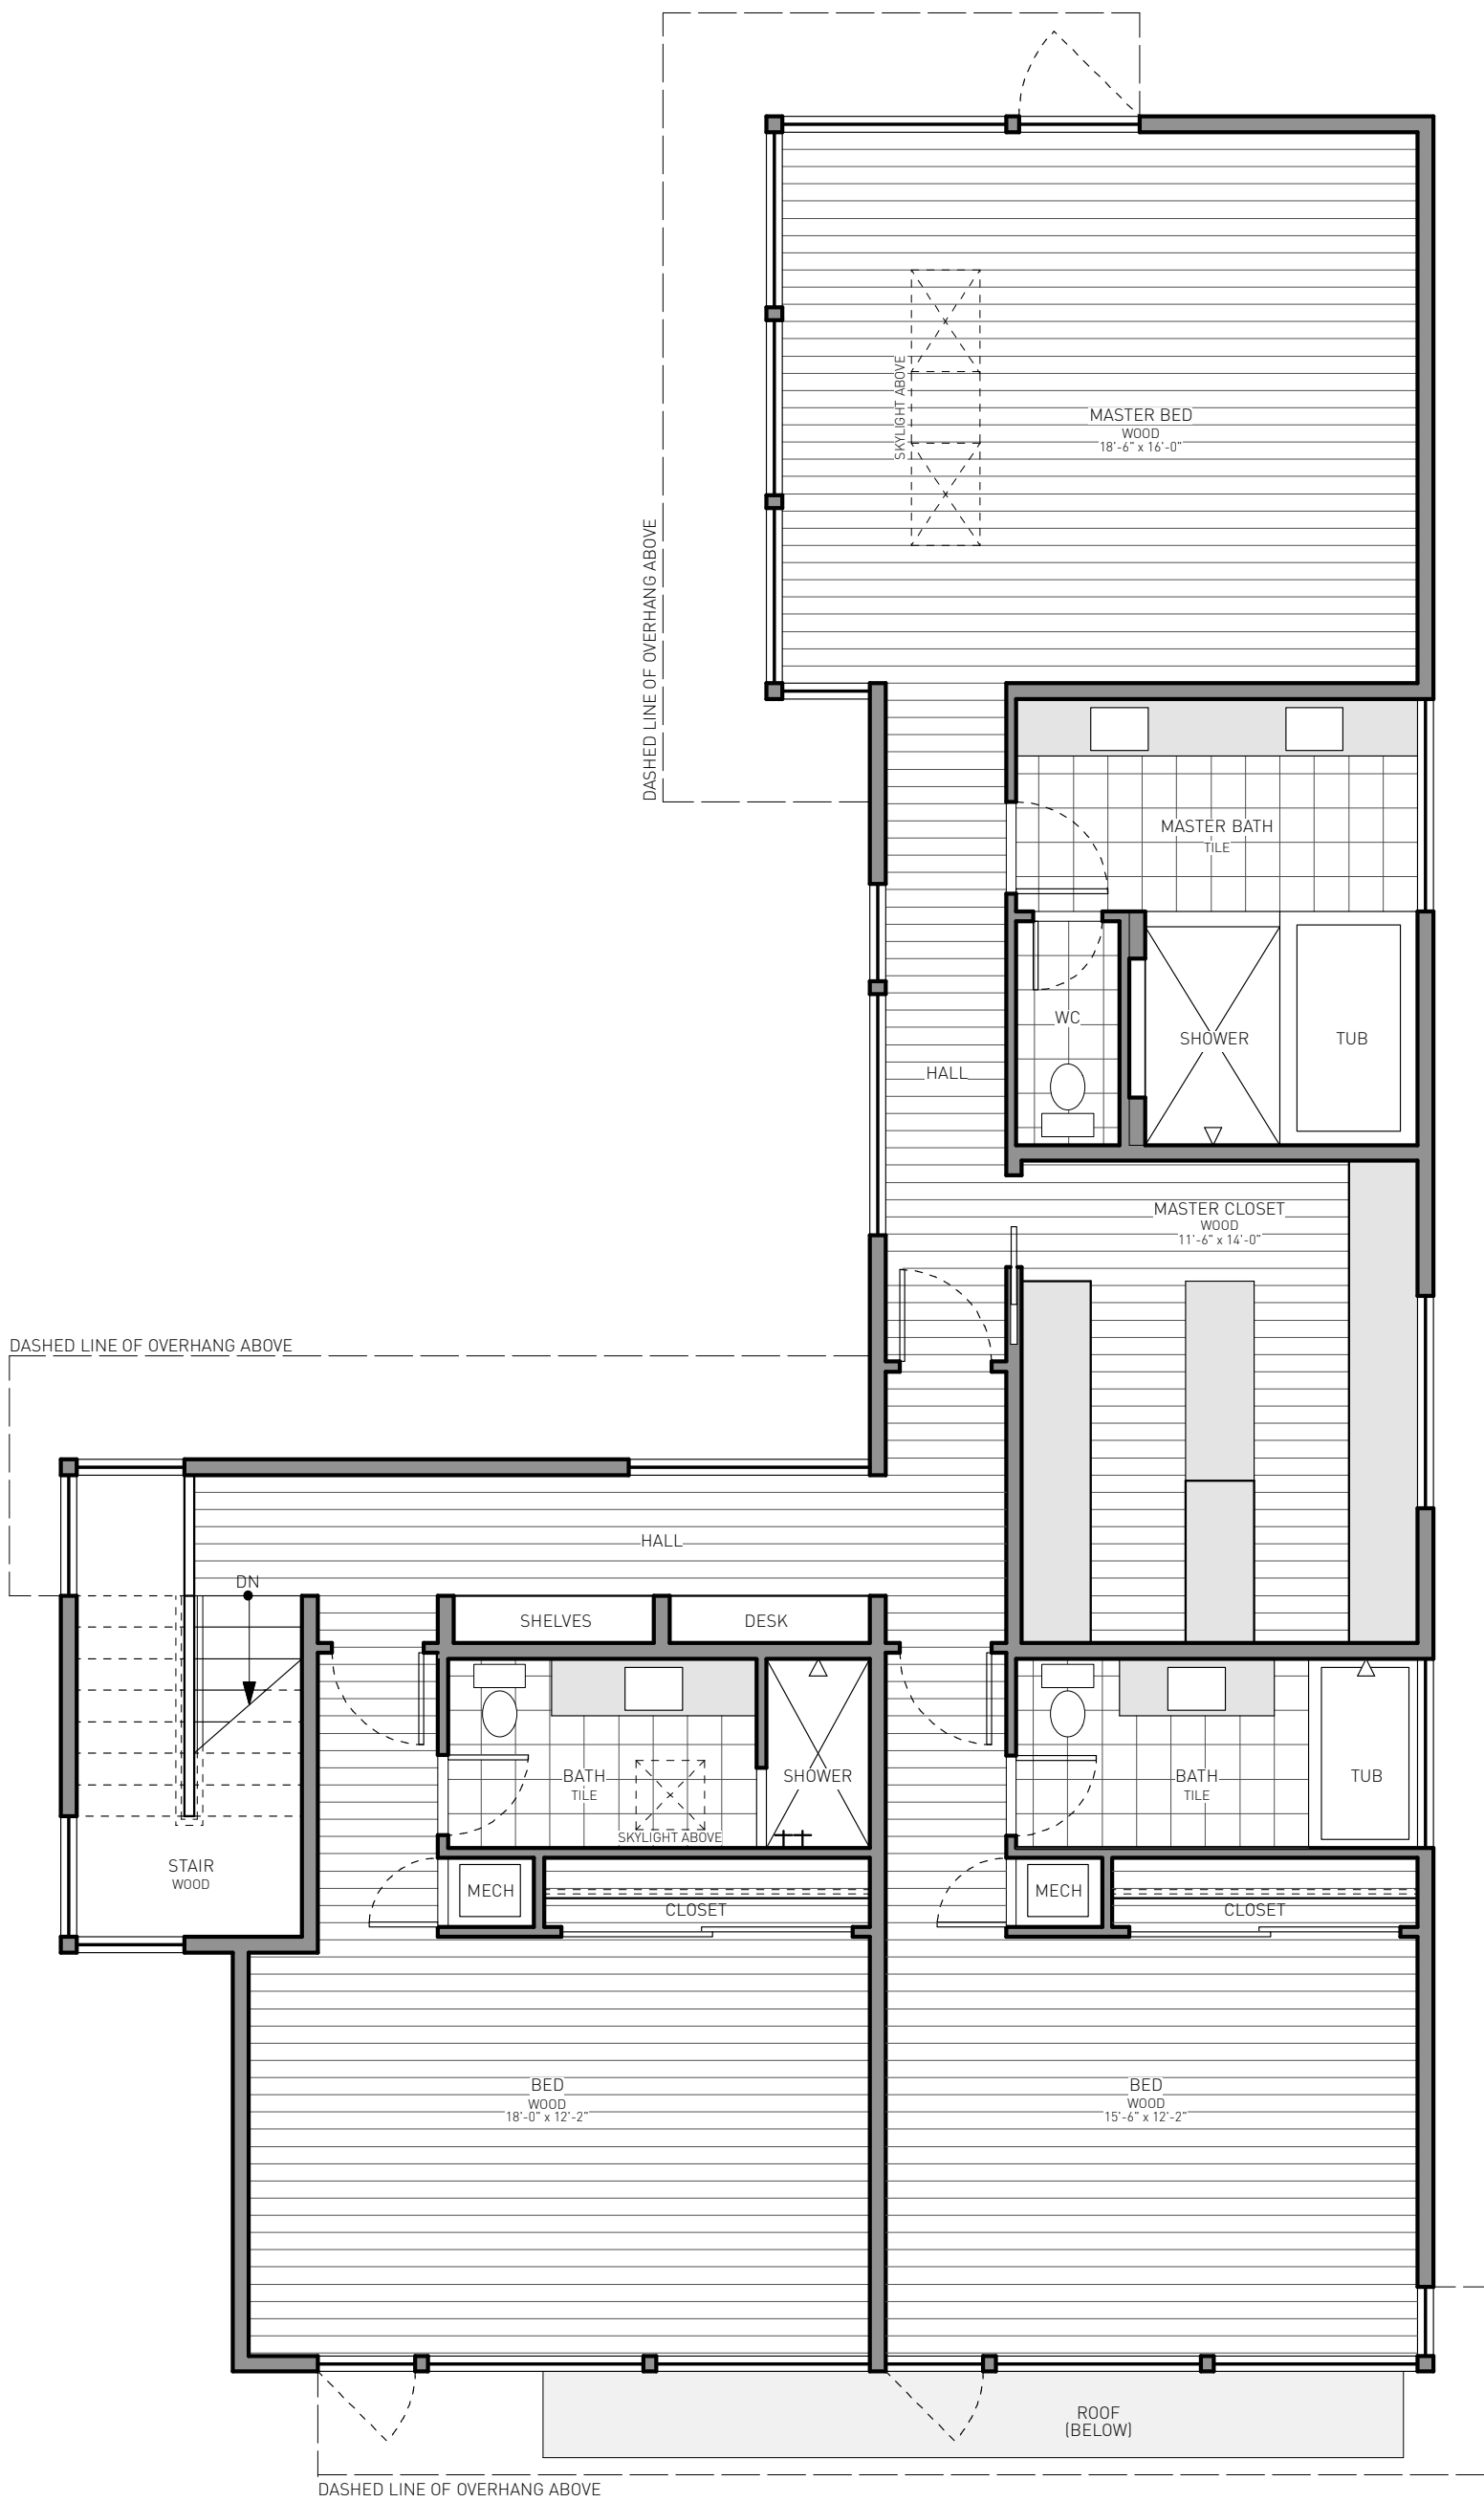 MASTER BED
WOOD
18'-6" x 16'-0"
SKYLIGHT ABOVE
DASHED LINE OF OVERHANG ABOVE
MASTER BATH
TILE
WC
SHOWER
TUB
HALL
MASTER CLOSET
WOOD
11'-6" x 14'-0"
DASHED LINE OF OVERHANG ABOVE
HALL
DN
SHELVES
DESK
BATH
TILE
SKYLIGHT ABOVE
SHOWER
BATH
TILE
TUB
STAIR
WOOD
MECH
CLOSET
MECH
CLOSET
BED
WOOD
18'-0" x 12'-2"
BED
WOOD
15'-6" x 12'-2"
ROOF
(BELOW)
DASHED LINE OF OVERHANG ABOVE